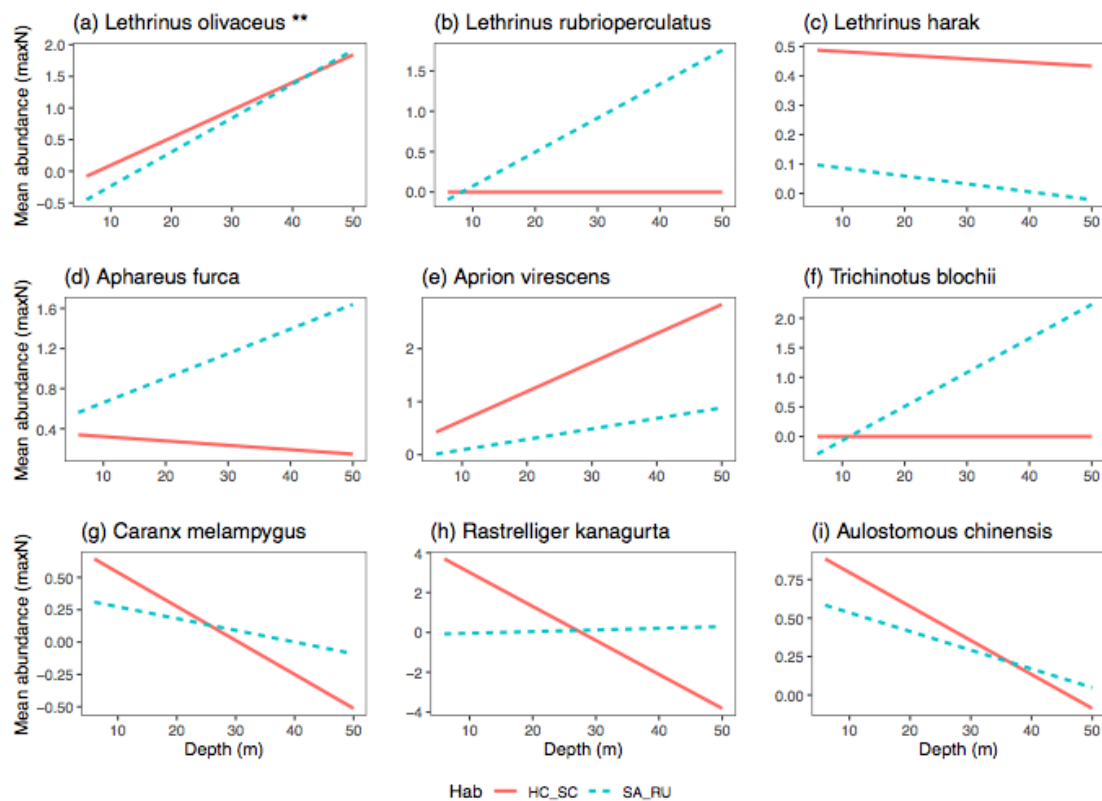 (a) Lethrinus olivaceus **
(b) Lethrinus rubrioperculatus
(c) Lethrinus harak
Mean abundance (maxN)
2.0
1.5
1.0
0.5
0.0
−0.5
10 20 30 40 50
1.5
1.0
0.5
0.0
10 20 30 40 50
0.5
0.4
0.3
0.2
0.1
0.0
10 20 30 40 50
(d) Aphareus furca
(e) Aprion virescens
(f) Trichinotus blochii
Mean abundance (maxN)
1.6
1.2
0.8
0.4
10 20 30 40 50
2
1
0
10 20 30 40 50
2.0
1.5
1.0
0.5
0.0
10 20 30 40 50
(g) Caranx melampygus
(h) Rastrelliger kanagurta
(i) Aulostomous chinensis
Mean abundance (maxN)
0.50
0.25
0.00
−0.25
−0.50
10 20 30 40 50
Depth (m)
4
2
0
−2
−4
10 20 30 40 50
Depth (m)
0.75
0.50
0.25
0.00
10 20 30 40 50
Depth (m)
Hab HC_SC SA_RU